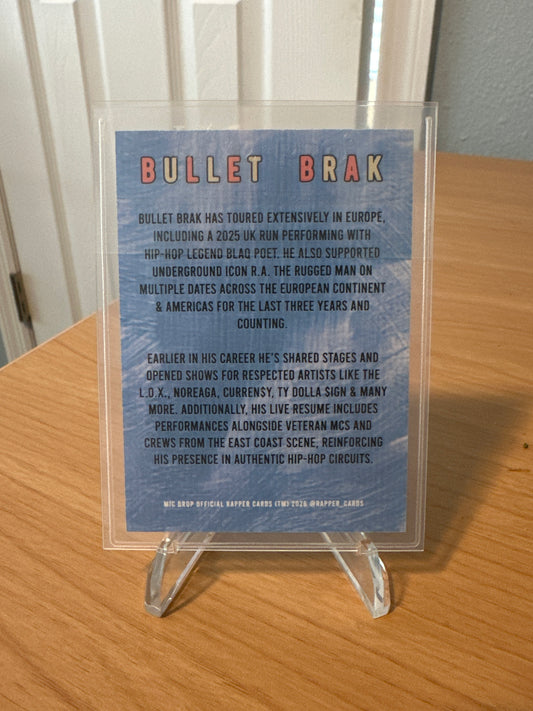 BULLET BRAK
BULLET BRAK HAS TOURED EXTENSIVELY IN EUROPE,
INCLUDING A 2025 UK RUN PERFORMING WITH
HIP-HOP LEGEND BLAQ POET. HE ALSO SUPPORTED
UNDERGROUND ICON R.A. THE RUGGED MAN ON
MULTIPLE DATES ACROSS THE EUROPEAN CONTINENT
& AMERICAS FOR THE LAST THREE YEARS AND
COUNTING.
EARLIER IN HIS CAREER HE'S SHARED STAGES AND
OPENED SHOWS FOR RESPECTED ARTISTS LIKE THE
L.O.X., NOREAGA, CURREN$Y, TY DOLLA $IGN & MANY
MORE. ADDITIONALLY, HIS LIVE RESUME INCLUDES
PERFORMANCES ALONGSIDE VETERAN MCS AND
CREWS FROM THE EAST COAST SCENE, REINFORCING
HIS PRESENCE IN AUTHENTIC HIP-HOP CIRCUITS.
MIC DROP OFFICIAL RAPPER CARDS (TM) 2026 @RAPPER_CARDS